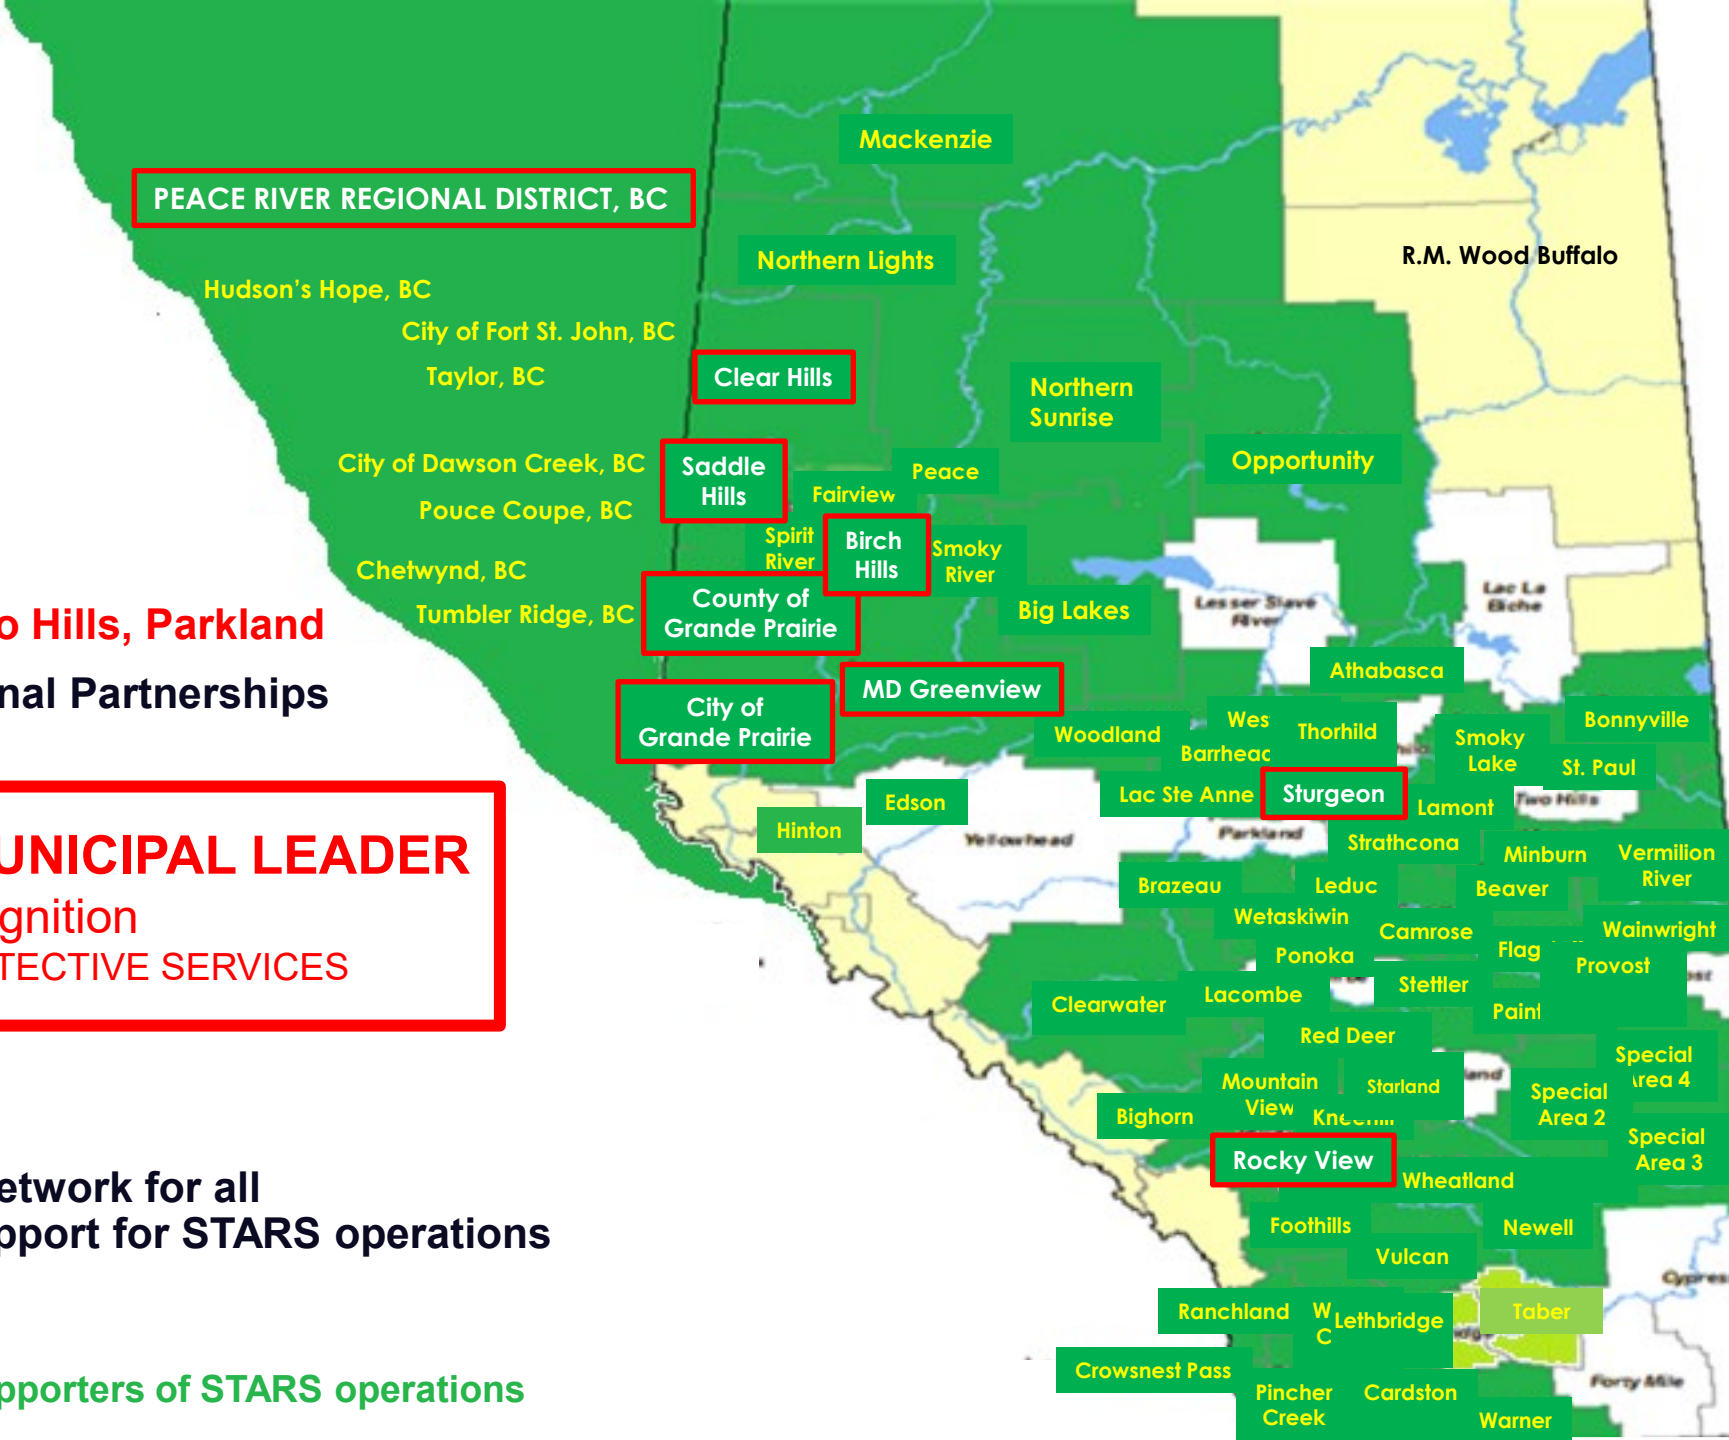 Mackenzie
PEACE RIVER REGIONAL DISTRICT, BC
R.M. Wood Buffalo
Northern Lights
Hudson's Hope, BC
City of Fort St. John, BC
Taylor, BC
Clear Hills
Northern
Sunrise
City of Dawson Creek, BC
Saddle
Hills
Peace
Opportunity
Fairview
Pouce Coupe, BC
Spirit
River
Birch
Hills
Smoky
River
Chetwynd, BC
Tumbler Ridge, BC
County of
Grande Prairie
Big Lakes
Lesser Slave
River
Lac La
Biche
o Hills, Parkland
nal Partnerships
Athabasca
MD Greenview
City of
Grande Prairie
Woodland
Wes
Barrhead
Thorhild
Smoky
Lake
Bonnyville
St. Paul
Lac Ste Anne
Sturgeon
Lamont
Two Hills
Edson
Hinton
Yellowhead
Parkland
Strathcona
Minburn
Vermilion
River
UNICIPAL LEADER
gnition
TECTIVE SERVICES
Brazeau
Leduc
Beaver
Wetaskiwin
Camrose
Wainwright
Ponoka
Flag
Provost
Stettler
Clearwater
Lacombe
Paint
Red Deer
Special
Area 4
Mountain
View
Starland
Special
Area 2
Bighorn
Kneehill
Special
Area 3
Rocky View
Wheatland
etwork for all
pport for STARS operations
Foothills
Newell
Vulcan
Cypres
Ranchland
W
C
Lethbridge
Taber
Crowsnest Pass
Forty Mile
pporters of STARS operations
Pincher
Creek
Cardston
Warner